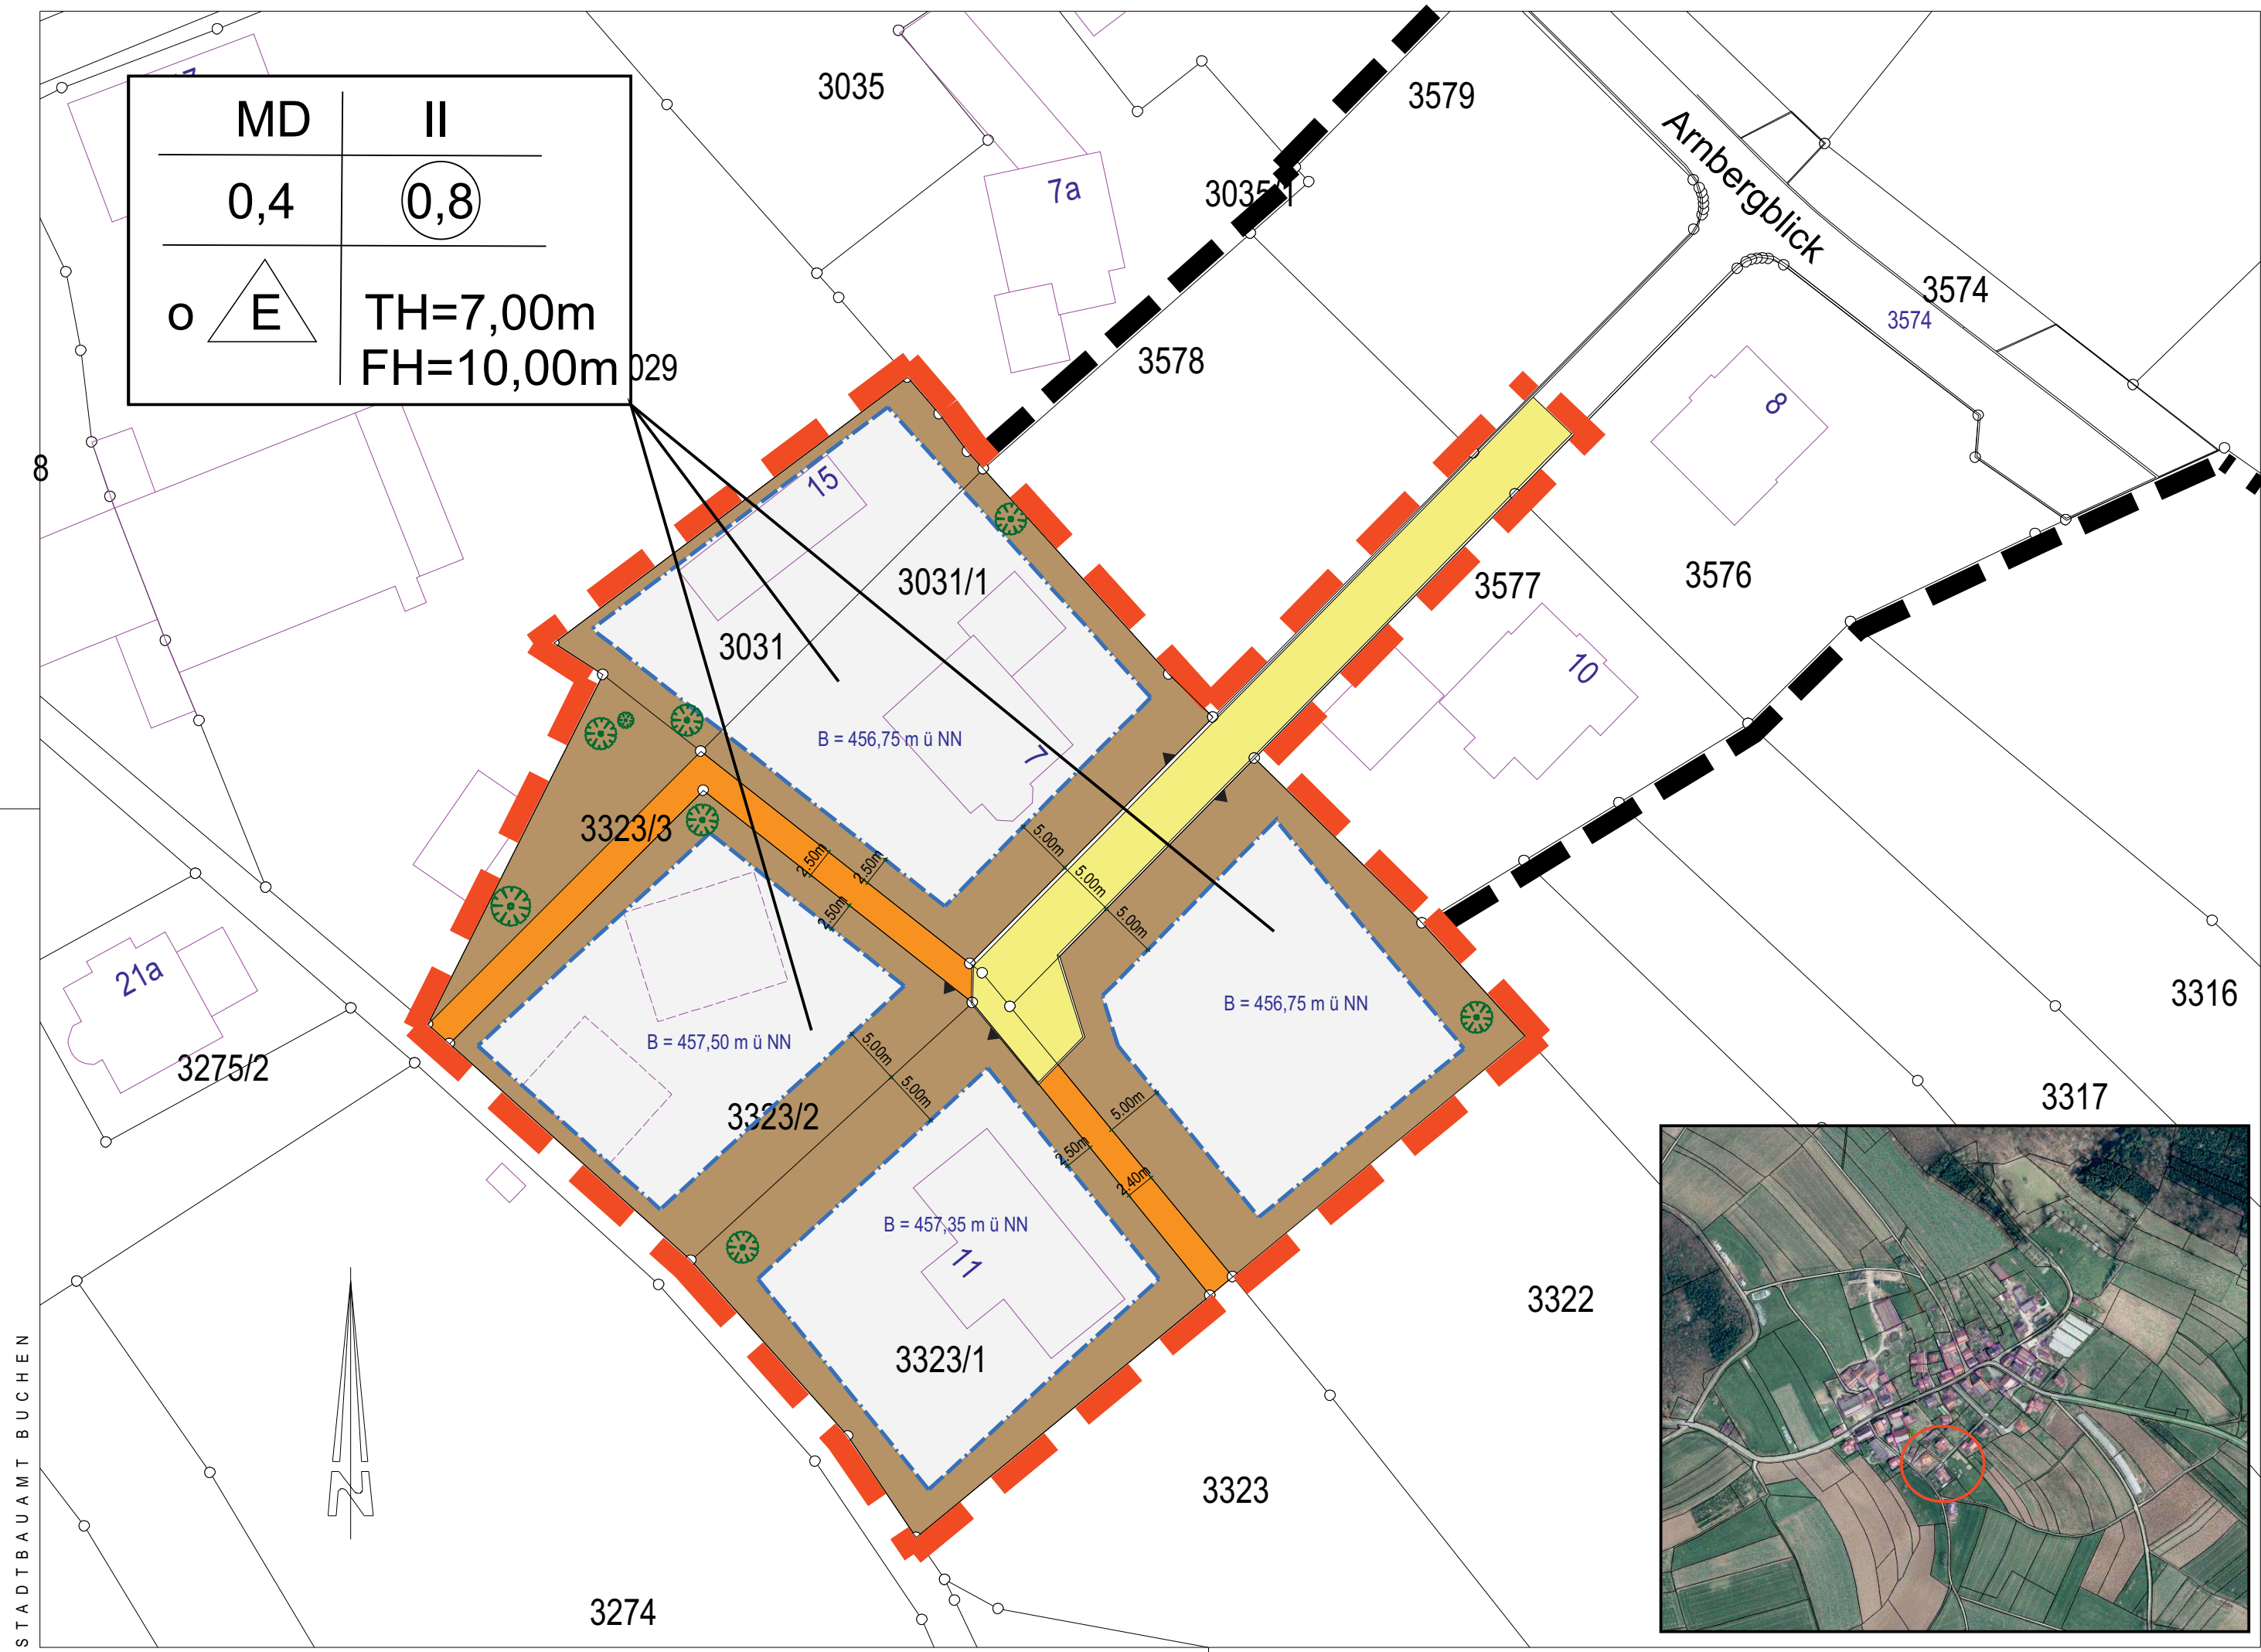 MD
II
0,4
0,8
o
E
TH=7,00m
FH=10,00m
029
3035
7a
3035/1
3579
Arnbergblick
3574
3574
3578
8
8
15
3031/1
3031
3577
3576
10
B = 456,75 m ü NN
7
3323/3
5.00m
5.00m
5.00m
2.50m
2.50m
2.50m
21a
3275/2
B = 457,50 m ü NN
B = 456,75 m ü NN
3316
3317
3323/2
5.00m
5.00m
5.00m
2.50m
2.40m
B = 457,35 m ü NN
11
3323/1
3322
3323
3274
N
STADTBAUAMT BUCHEN